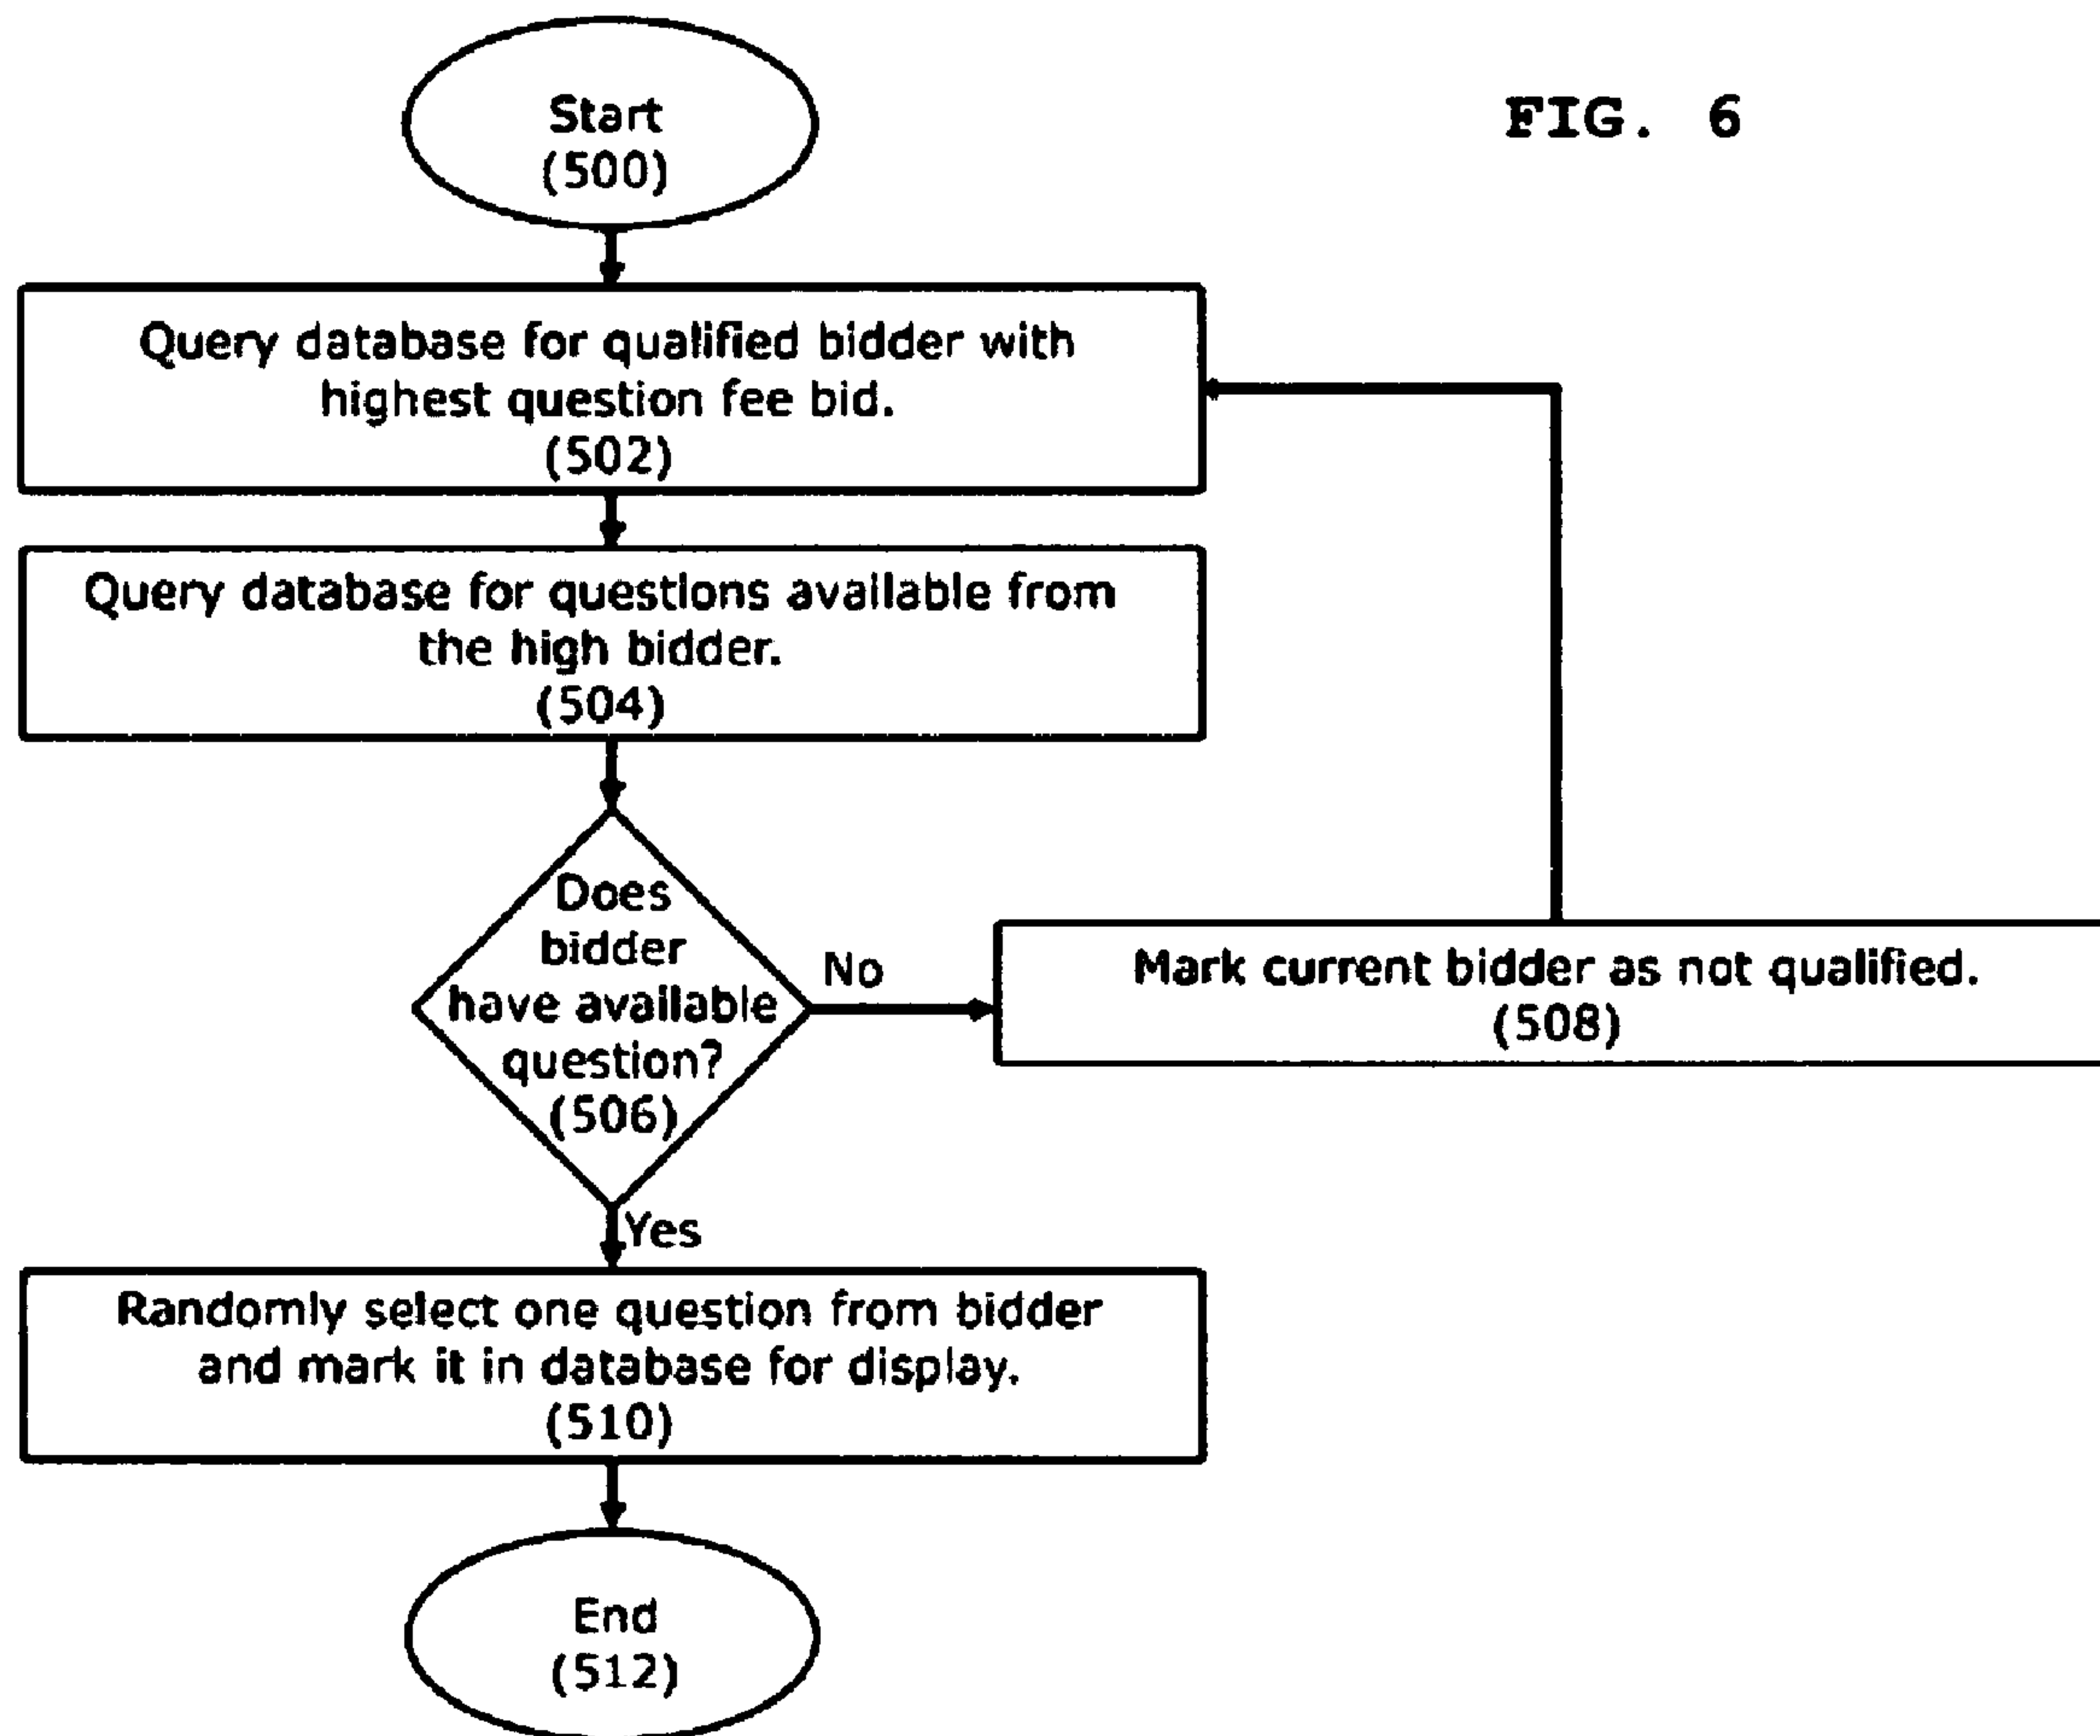 FIG. 6
Start
(500)
Query database for qualified bidder with
highest question fee bid.
(502)
Query database for questions available from
the high bidder.
(504)
Does
bidder
have available
question?
(506)
No
Mark current bidder as not qualified.
(508)
Yes
Randomly select one question from bidder
and mark it in database for display.
(510)
End
(512)